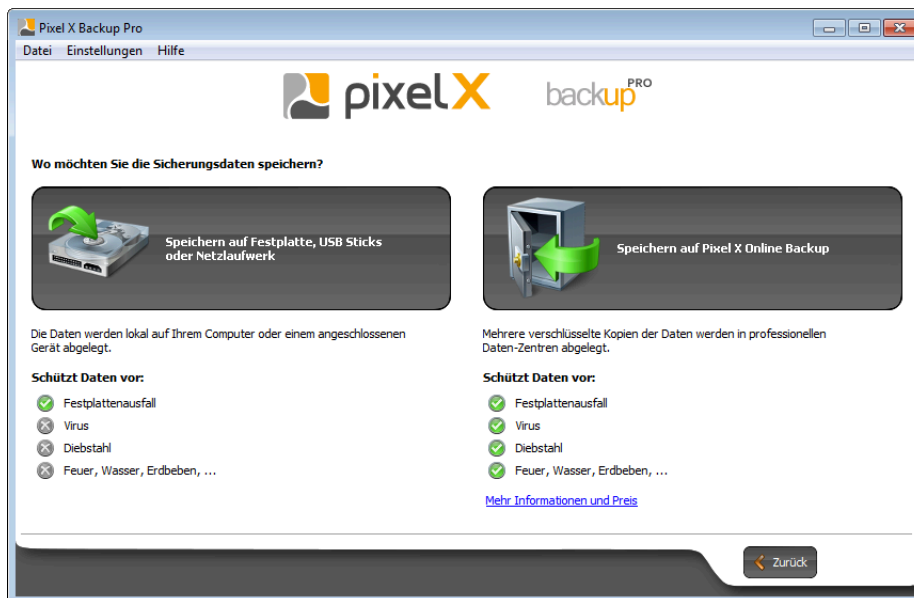 Pixel X Backup Pro
Datei Einstellungen Hilfe
pixelX
backupPRO
Wo möchten Sie die Sicherungsdaten speichern?
Speichern auf Festplatte, USB Sticks
oder Netzlaufwerk
Die Daten werden lokal auf Ihrem Computer oder einem angeschlossenen
Gerät abgelegt.
Schützt Daten vor:
Festplattenausfall
Virus
Diebstahl
Feuer, Wasser, Erdbeben, ...
Speichern auf Pixel X Online Backup
Mehrere verschlüsselte Kopien der Daten werden in professionellen
Daten-Zentren abgelegt.
Schützt Daten vor:
Festplattenausfall
Virus
Diebstahl
Feuer, Wasser, Erdbeben, ...
Mehr Informationen und Preis
Zurück